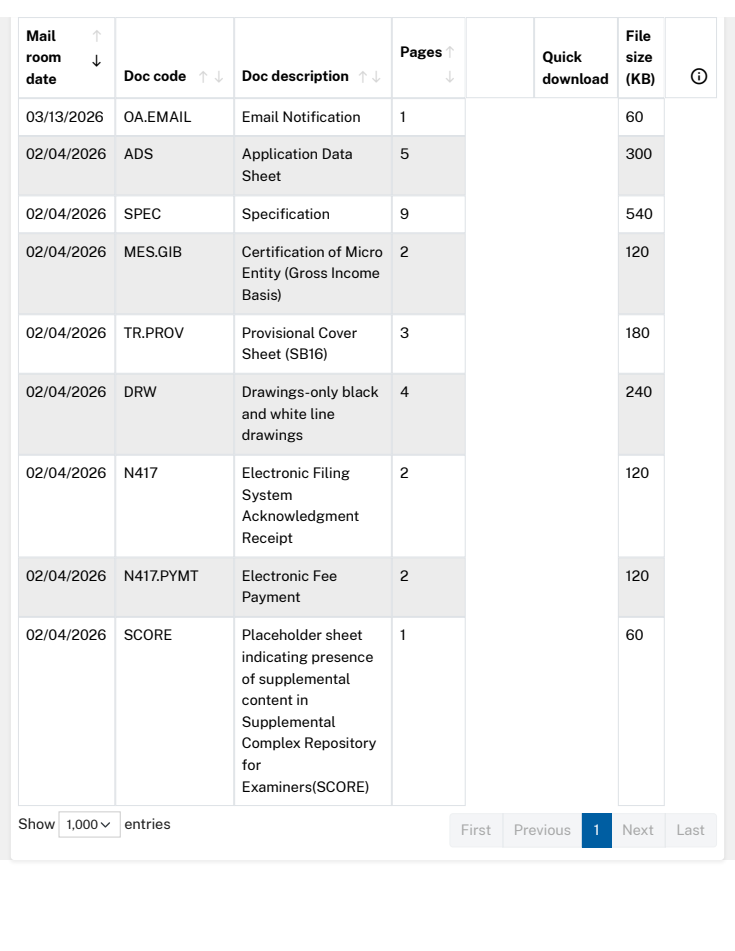 Mail room date ↑ ↓ Doc code ↑ ↓ Doc description ↑ ↓ Pages ↑ ↓ Quick download File size (KB)
03/13/2026 OA.EMAIL Email Notification 1 60
02/04/2026 ADS Application Data 5 300
Sheet
02/04/2026 SPEC Specification 9 540
02/04/2026 MES.GIB Certification of Micro 2 120
Entity (Gross Income
Basis)
02/04/2026 TR.PROV Provisional Cover 3 180
Sheet (SB16)
02/04/2026 DRW Drawings-only black 4 240
and white line
drawings
02/04/2026 N417 Electronic Filing 2 120
System
Acknowledgment
Receipt
02/04/2026 N417.PYMT Electronic Fee 2 120
Payment
02/04/2026 SCORE Placeholder sheet 1 60
indicating presence
of supplemental
content in
Supplemental
Complex Repository
for
Examiners(SCORE)
Show 1,000 entries First Previous 1 Next Last